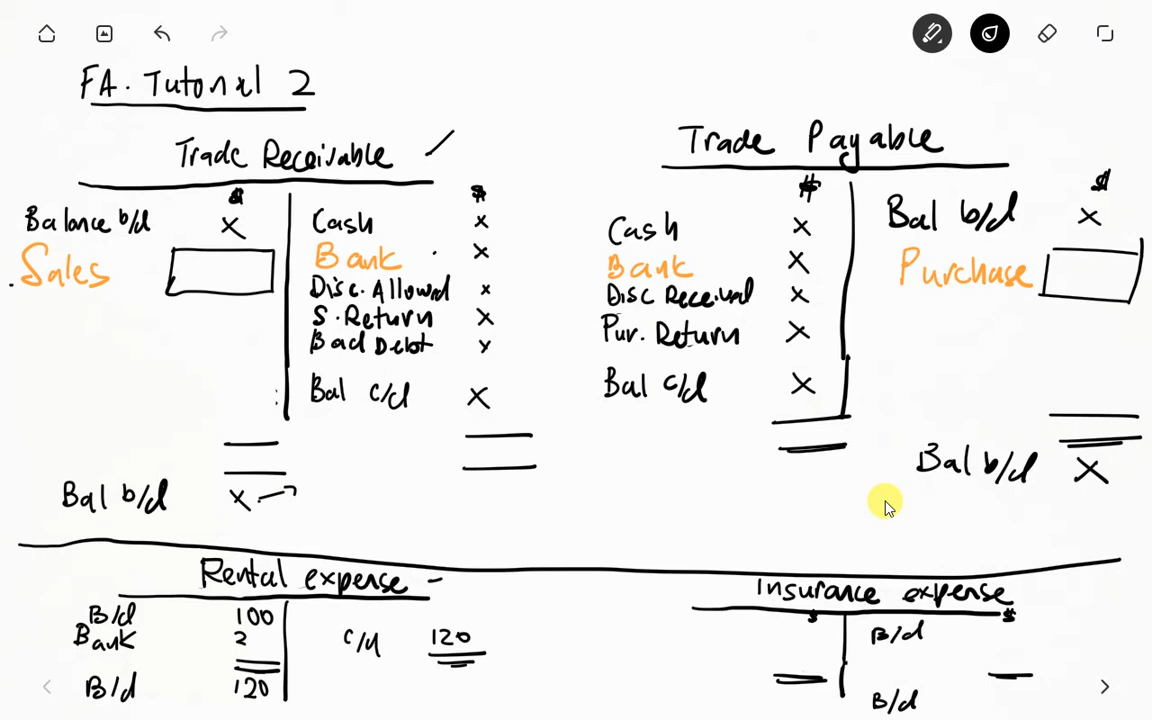 FA. Tutorial 2
Trade Receivable
$ $
Balance b/d X Cash X
Sales Bank X
Disc. Allowed X
S. Return X
Bad Debt X
Bal c/d X
Bal b/d X
Trade Payable
$ $
Cash X Bal b/d X
Bank X Purchase
Disc Received X
Pur. Return X
Bal c/d X
Bal b/d X
Rental expense
B/d 100
Bank 2 c/d 120
B/d 120
Insurance expense
$ $
B/d
B/d